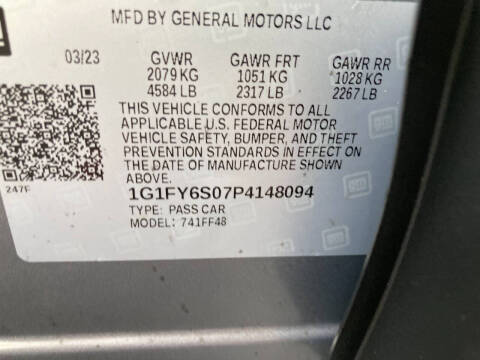 MFD BY GENERAL MOTORS LLC
03/23 GVWR GAWR FRT GAWR RR
2079 KG 1051 KG 1028 KG
4584 LB 2317 LB 2267 LB
THIS VEHICLE CONFORMS TO ALL
APPLICABLE U.S. FEDERAL MOTOR
VEHICLE SAFETY, BUMPER, AND THEFT
PREVENTION STANDARDS IN EFFECT ON
THE DATE OF MANUFACTURE SHOWN
ABOVE.
247F
1G1FY6S07P4148094
TYPE: PASS CAR
MODEL: 741FF48